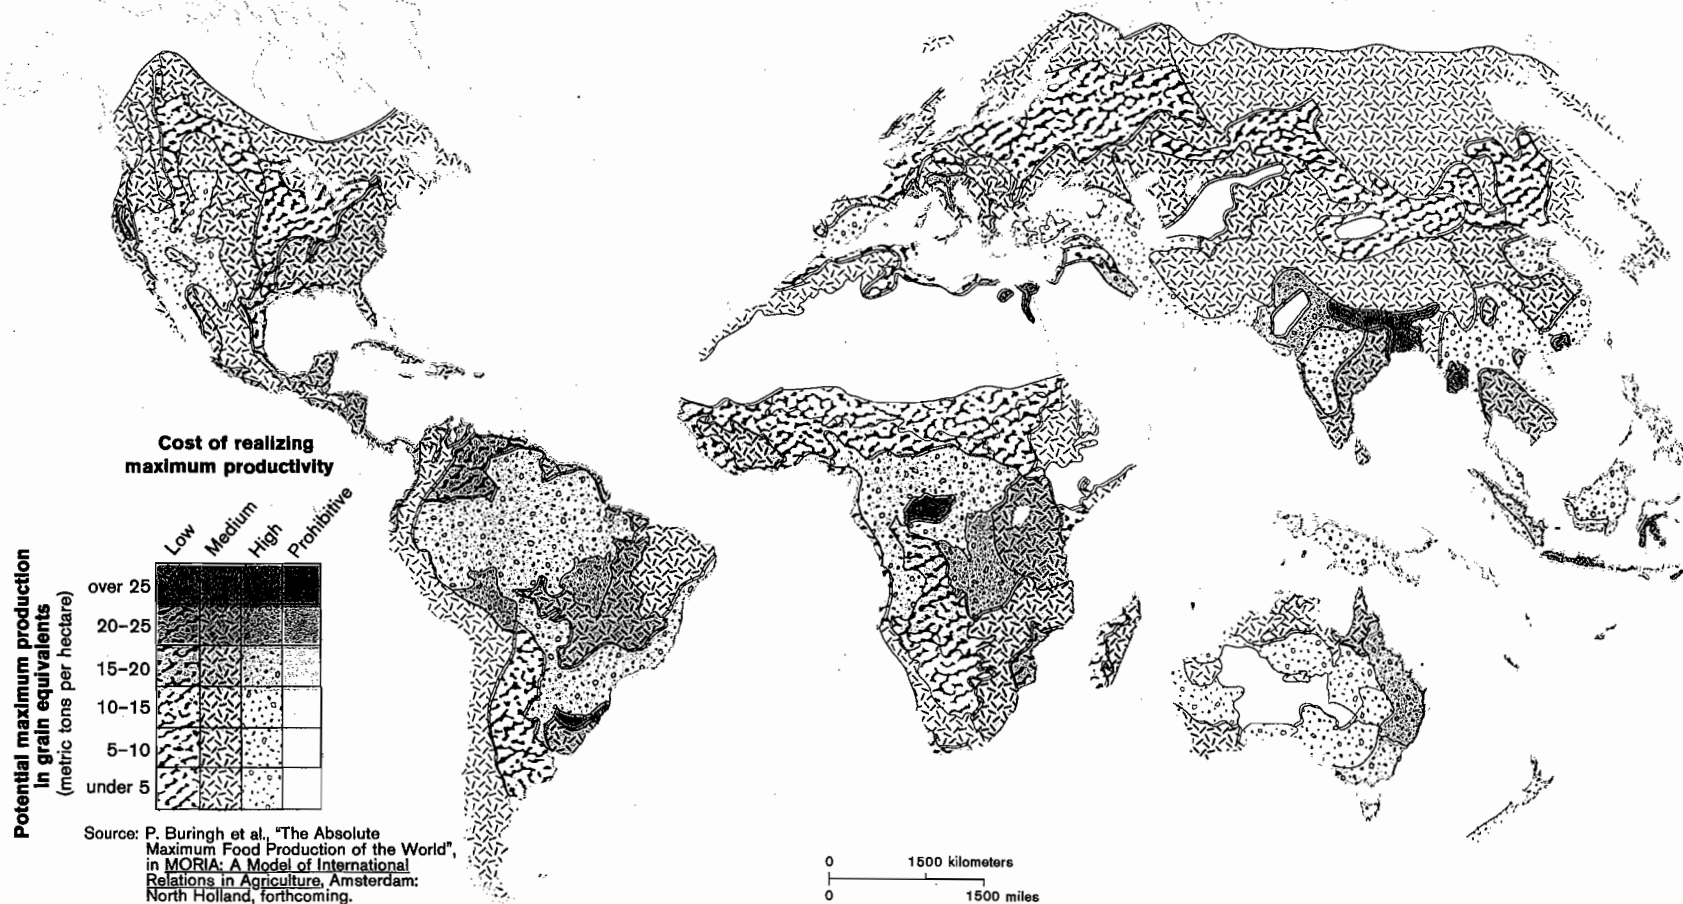 Cost of realizing
maximum productivity
Low
Medium
High
Prohibitive
Potential maximum production
in grain equivalents
(metric tons per hectare)
over 25
20–25
15–20
10–15
5–10
under 5
Source: P. Buringh et al., "The Absolute
Maximum Food Production of the World",
in MORIA: A Model of International
Relations in Agriculture, Amsterdam:
North Holland, forthcoming.
0 1500 kilometers
0 1500 miles